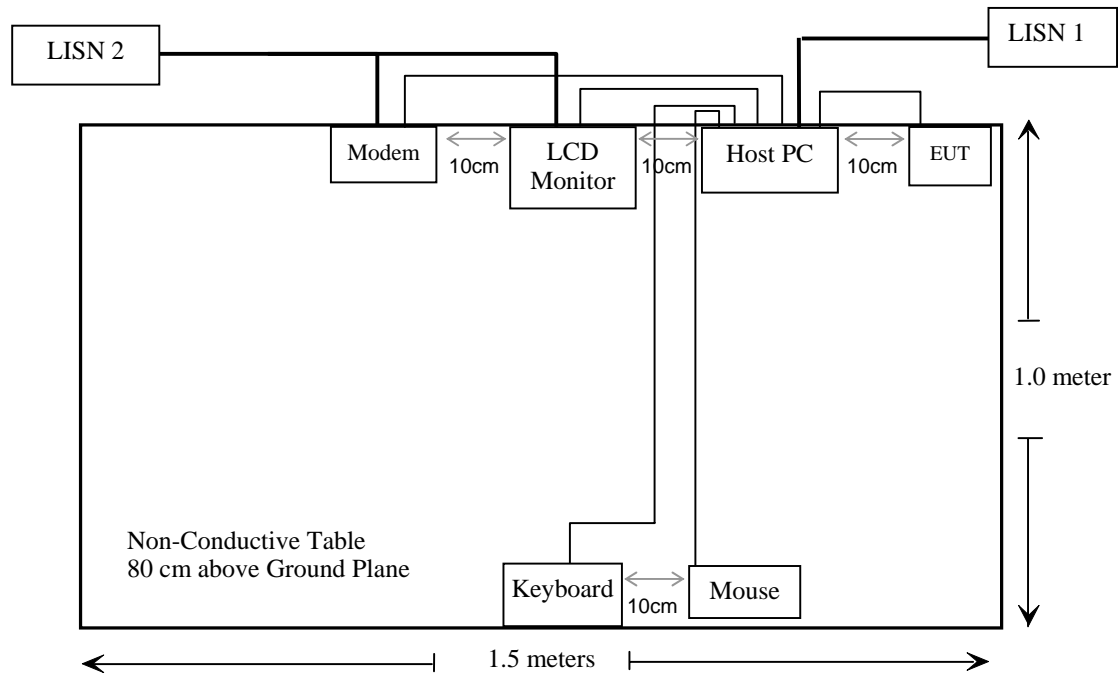 LISN 2
LISN 1
Modem
10cm
LCD
Monitor
10cm
Host PC
10cm
EUT
1.0 meter
Non-Conductive Table
80 cm above Ground Plane
Keyboard
10cm
Mouse
1.5 meters